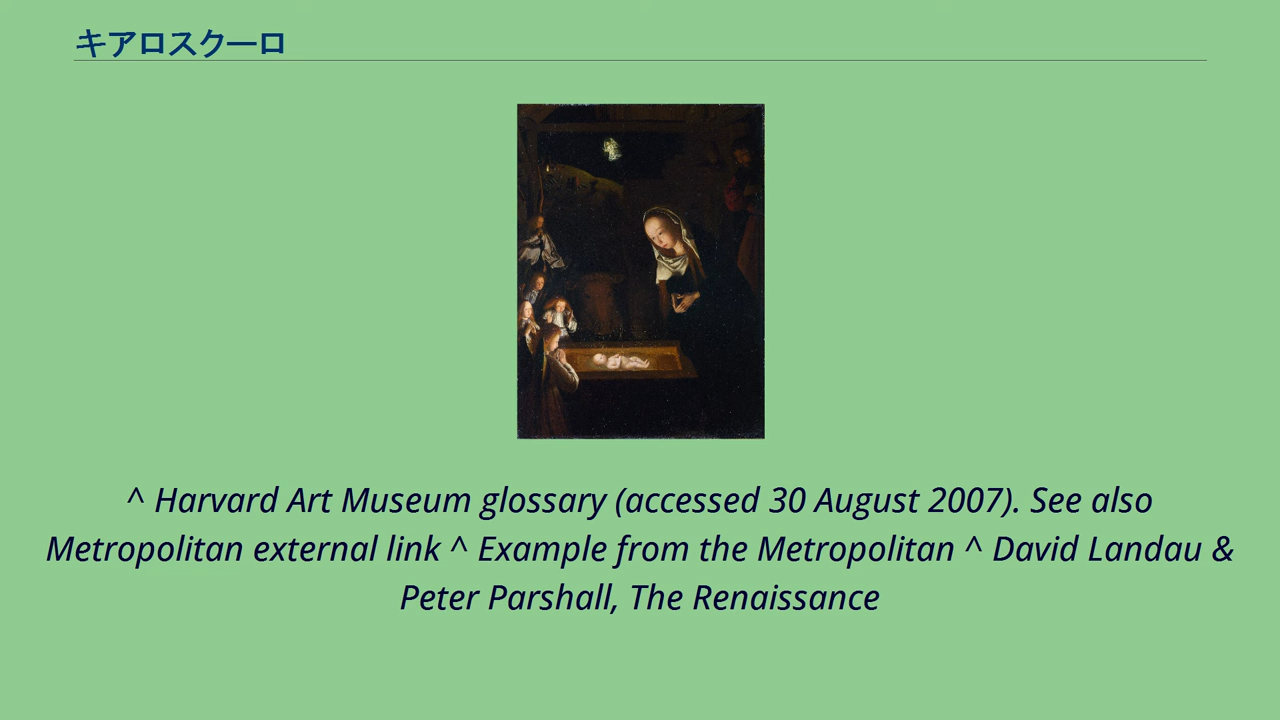 キアロスクーロ
^ Harvard Art Museum glossary (accessed 30 August 2007). See also
Metropolitan external link ^ Example from the Metropolitan ^ David Landau &
Peter Parshall, The Renaissance